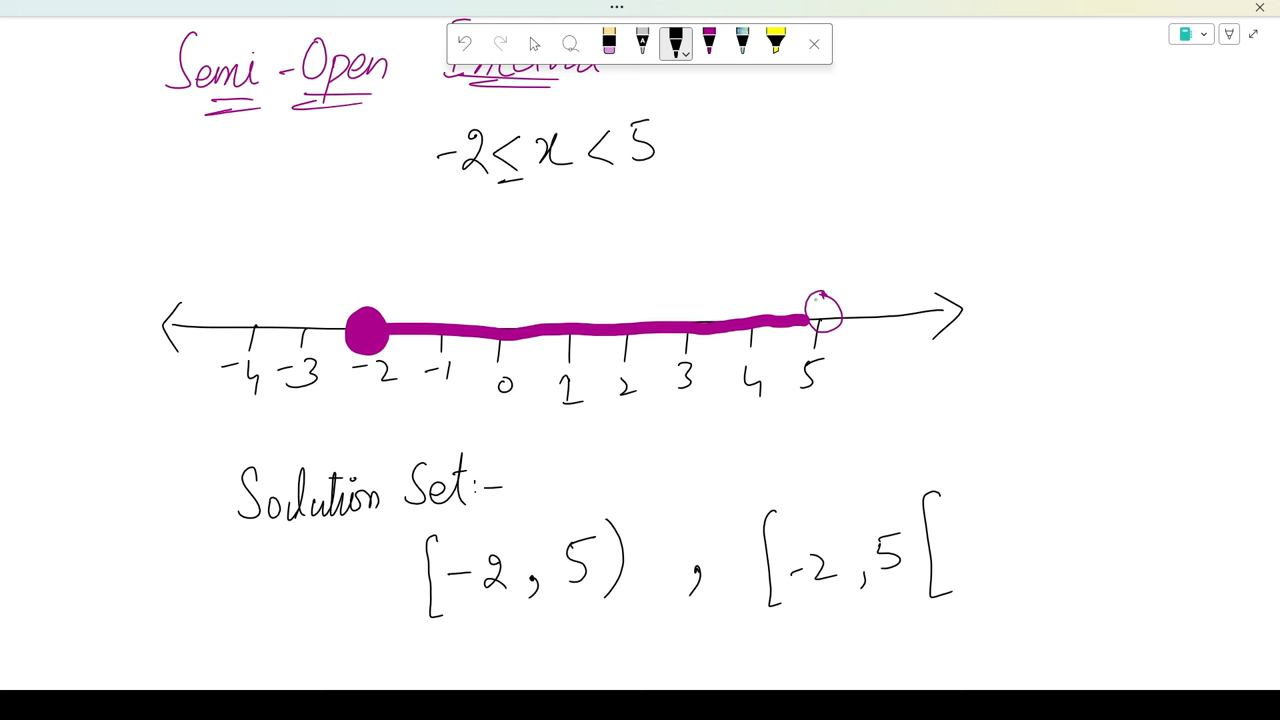 Semi-Open
-2 ≤ x < 5
-4 -3 -2 -1 0 1 2 3 4 5
Solution Set:-
[-2, 5) , [-2, 5[